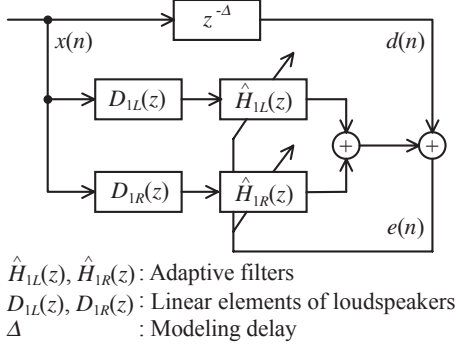 z^{-Δ}
x(n)
d(n)
D_{1L}(z)
Ĥ_{1L}(z)
+
+
D_{1R}(z)
Ĥ_{1R}(z)
e(n)
Ĥ_{1L}(z), Ĥ_{1R}(z) : Adaptive filters
D_{1L}(z), D_{1R}(z) : Linear elements of loudspeakers
Δ : Modeling delay